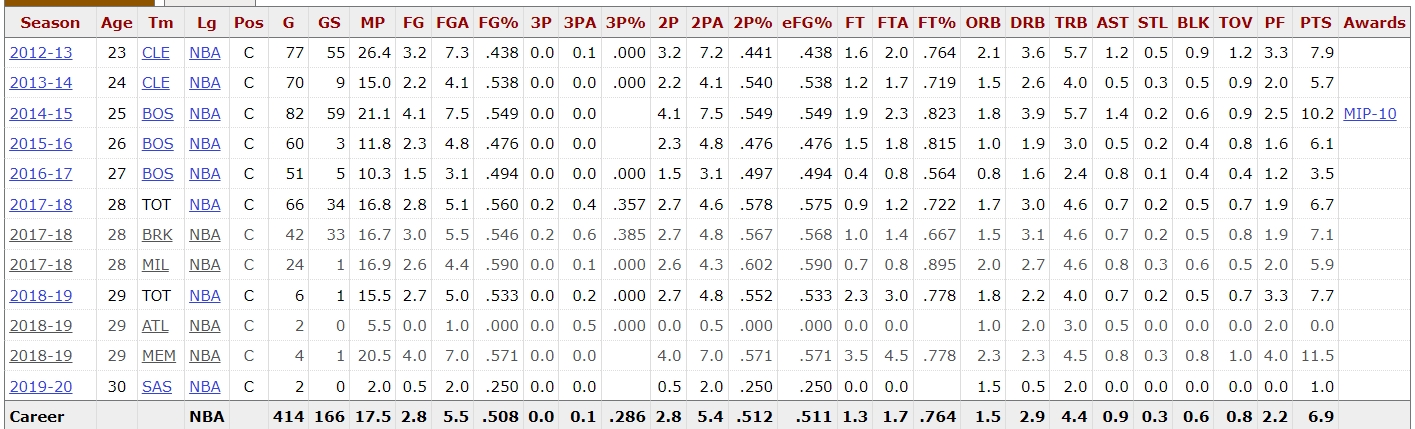 Season Age Tm Lg Pos G GS MP FG FGA FG% 3P 3PA 3P% 2P 2PA 2P% eFG% FT FTA FT% ORB DRB TRB AST STL BLK TOV PF PTS Awards
2012-13 23 CLE NBA C 77 55 26.4 3.2 7.3 .438 0.0 0.1 .000 3.2 7.2 .441 .438 1.6 2.0 .764 2.1 3.6 5.7 1.2 0.5 0.9 1.2 3.3 7.9
2013-14 24 CLE NBA C 70 9 15.0 2.2 4.1 .538 0.0 0.0 .000 2.2 4.1 .540 .538 1.2 1.7 .719 1.5 2.6 4.0 0.5 0.3 0.5 0.9 2.0 5.7
2014-15 25 BOS NBA C 82 59 21.1 4.1 7.5 .549 0.0 0.0 4.1 7.5 .549 .549 1.9 2.3 .823 1.8 3.9 5.7 1.4 0.2 0.6 0.9 2.5 10.2 MIP-10
2015-16 26 BOS NBA C 60 3 11.8 2.3 4.8 .476 0.0 0.0 2.3 4.8 .476 .476 1.5 1.8 .815 1.0 1.9 3.0 0.5 0.2 0.4 0.8 1.6 6.1
2016-17 27 BOS NBA C 51 5 10.3 1.5 3.1 .494 0.0 0.0 .000 1.5 3.1 .497 .494 0.4 0.8 .564 0.8 1.6 2.4 0.8 0.1 0.4 0.4 1.2 3.5
2017-18 28 TOT NBA C 66 34 16.8 2.8 5.1 .560 0.2 0.4 .357 2.7 4.6 .578 .575 0.9 1.2 .722 1.7 3.0 4.6 0.7 0.2 0.5 0.7 1.9 6.7
2017-18 28 BRK NBA C 42 33 16.7 3.0 5.5 .546 0.2 0.6 .385 2.7 4.8 .567 .568 1.0 1.4 .667 1.5 3.1 4.6 0.7 0.2 0.5 0.8 1.9 7.1
2017-18 28 MIL NBA C 24 1 16.9 2.6 4.4 .590 0.0 0.1 .000 2.6 4.3 .602 .590 0.7 0.8 .895 2.0 2.7 4.6 0.8 0.3 0.6 0.5 2.0 5.9
2018-19 29 TOT NBA C 6 1 15.5 2.7 5.0 .533 0.0 0.2 .000 2.7 4.8 .552 .533 2.3 3.0 .778 1.8 2.2 4.0 0.7 0.2 0.5 0.7 3.3 7.7
2018-19 29 ATL NBA C 2 0 5.5 0.0 1.0 .000 0.0 0.5 .000 0.0 0.5 .000 .000 0.0 0.0 1.0 2.0 3.0 0.5 0.0 0.0 0.0 2.0 0.0
2018-19 29 MEM NBA C 4 1 20.5 4.0 7.0 .571 0.0 0.0 4.0 7.0 .571 .571 3.5 4.5 .778 2.3 2.3 4.5 0.8 0.3 0.8 1.0 4.0 11.5
2019-20 30 SAS NBA C 2 0 2.0 0.5 2.0 .250 0.0 0.0 0.5 2.0 .250 .250 0.0 0.0 1.5 0.5 2.0 0.0 0.0 0.0 0.0 0.0 1.0
Career NBA 414 166 17.5 2.8 5.5 .508 0.0 0.1 .286 2.8 5.4 .512 .511 1.3 1.7 .764 1.5 2.9 4.4 0.9 0.3 0.6 0.8 2.2 6.9